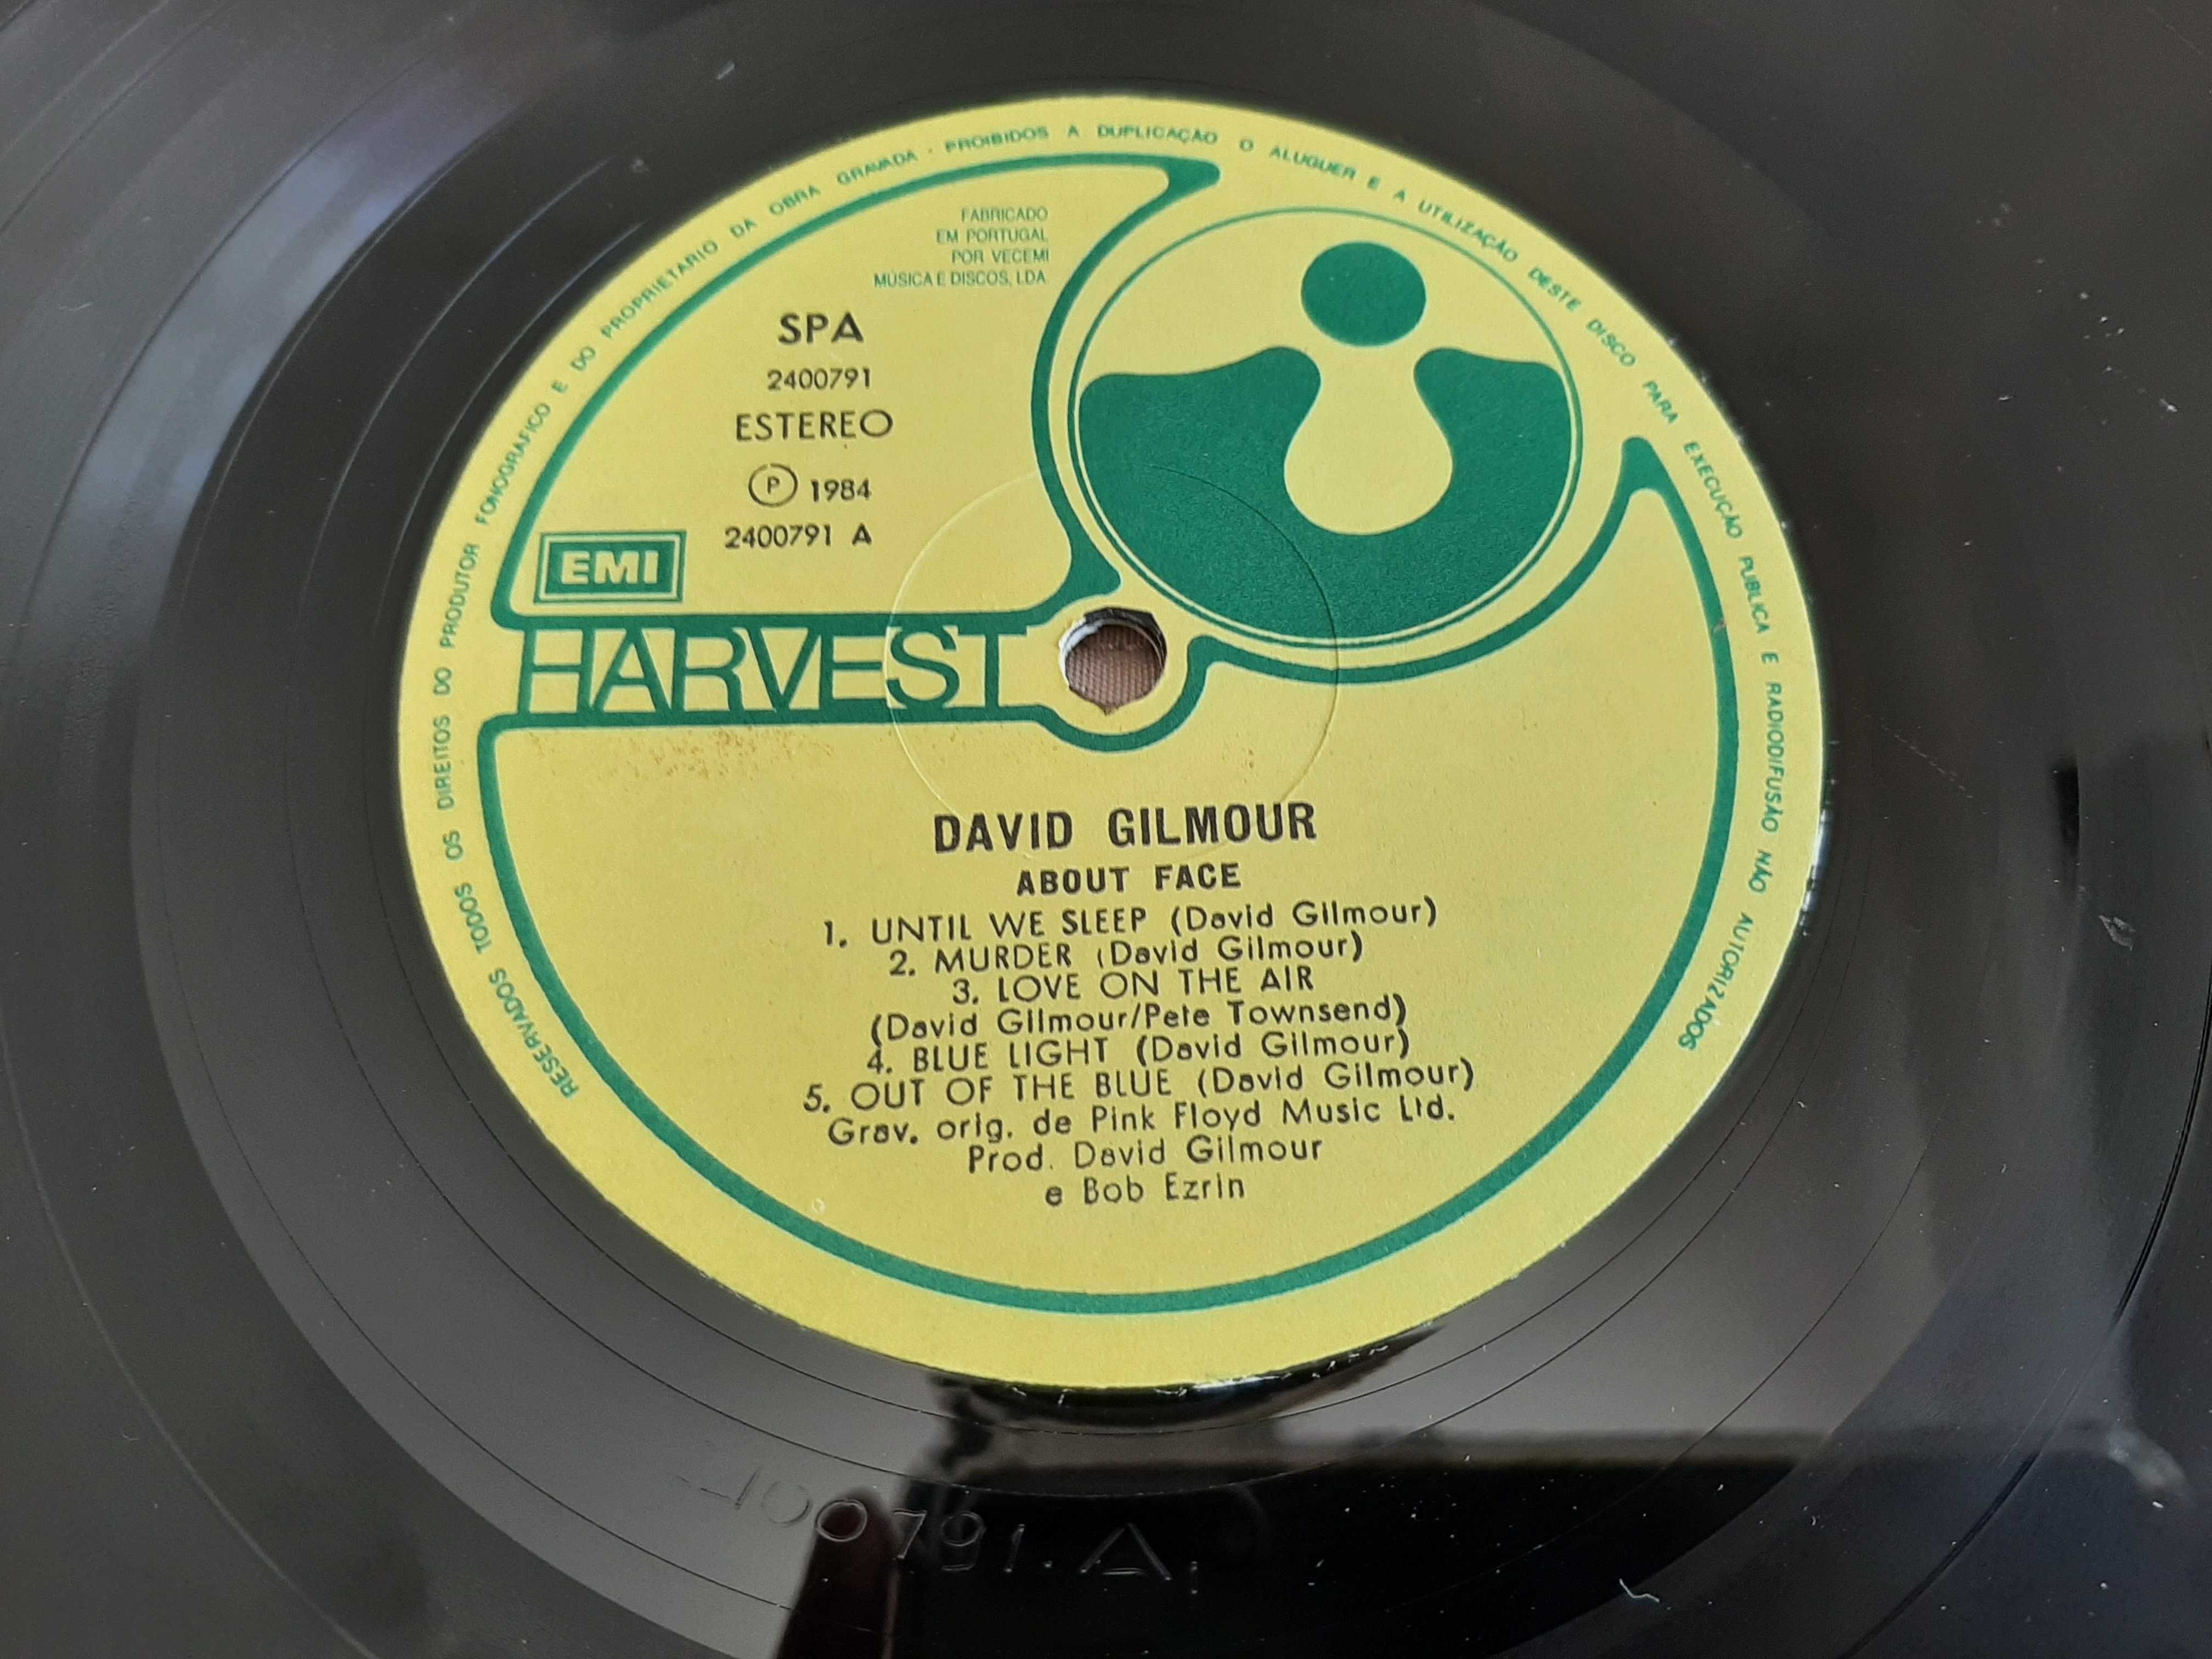 RESERVADOS TODOS OS DIREITOS DO PRODUTOR FONOGRAFICO E DO PROPRIETARIO DA OBRA GRAVADA · PROIBIDOS A DUPLICAÇÃO O ALUGUER E A UTILIZAÇÃO DESTE DISCO PARA EXECUÇÃO PUBLICA E RADIODIFUSÃO NÃO AUTORIZADOS
FABRICADO
EM PORTUGAL
POR VECEMI
MÚSICA E DISCOS, LDA.
SPA
2400791
ESTEREO
Ⓟ 1984
2400791 A
EMI
HARVEST
DAVID GILMOUR
ABOUT FACE
1. UNTIL WE SLEEP (David Gilmour)
2. MURDER (David Gilmour)
3. LOVE ON THE AIR
(David Gilmour/Pete Townsend)
4. BLUE LIGHT (David Gilmour)
5. OUT OF THE BLUE (David Gilmour)
Grav. orig. de Pink Floyd Music Ltd.
Prod. David Gilmour
e Bob Ezrin